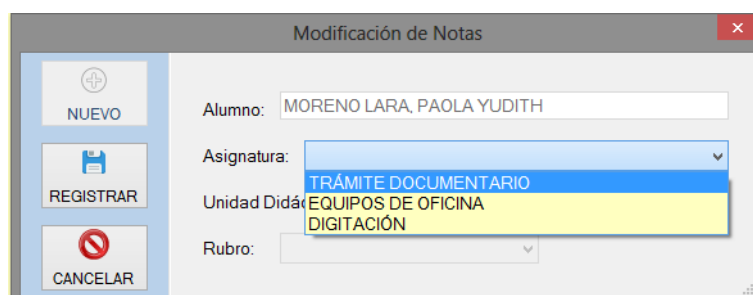 Modificación de Notas
NUEVO
Alumno: MORENO LARA, PAOLA YUDITH
Asignatura:
TRÁMITE DOCUMENTARIO
REGISTRAR
Unidad Didác
EQUIPOS DE OFICINA
DIGITACIÓN
Rubro:
CANCELAR